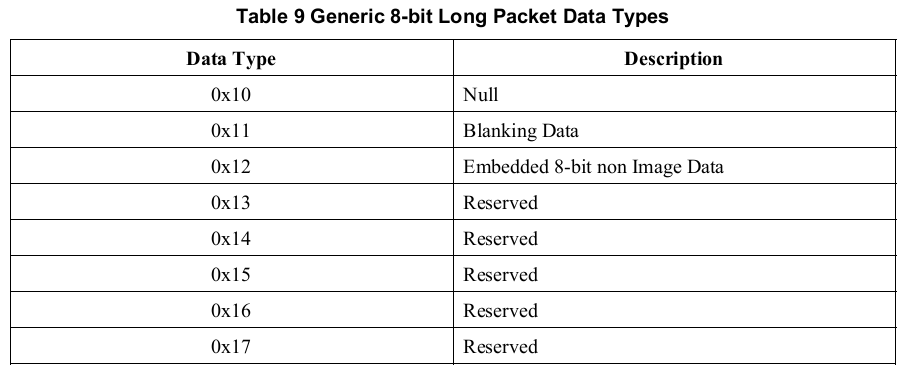 Table 9 Generic 8-bit Long Packet Data Types
Data Type Description
0x10 Null
0x11 Blanking Data
0x12 Embedded 8-bit non Image Data
0x13 Reserved
0x14 Reserved
0x15 Reserved
0x16 Reserved
0x17 Reserved